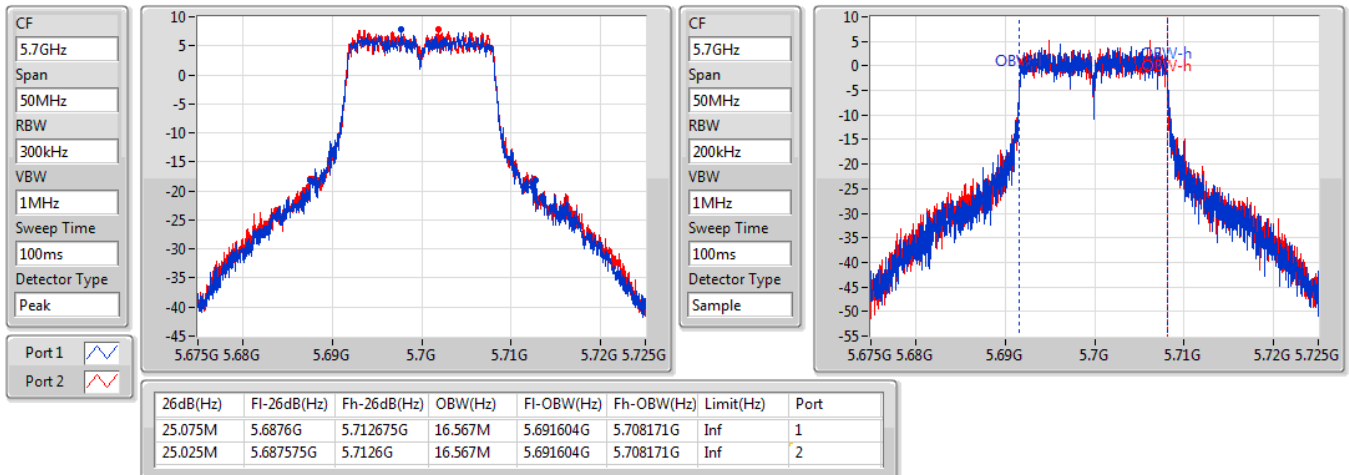 CF
5.7GHz
Span
50MHz
RBW
300kHz
VBW
1MHz
Sweep Time
100ms
Detector Type
Peak
10
5
0
-5
-10
-15
-20
-25
-30
-35
-40
-45
5.675G 5.68G 5.69G 5.7G 5.71G 5.72G 5.725G
CF
5.7GHz
Span
50MHz
RBW
200kHz
VBW
1MHz
Sweep Time
100ms
Detector Type
Sample
10
5
0
-5
-10
-15
-20
-25
-30
-35
-40
-45
-50
-55
OBW-h
OBW-h
5.675G 5.68G 5.69G 5.7G 5.71G 5.72G 5.725G
Port 1
Port 2
26dB(Hz) Fl-26dB(Hz) Fh-26dB(Hz) OBW(Hz) Fl-OBW(Hz) Fh-OBW(Hz) Limit(Hz) Port
25.075M 5.6876G 5.712675G 16.567M 5.691604G 5.708171G Inf 1
25.025M 5.687575G 5.7126G 16.567M 5.691604G 5.708171G Inf 2